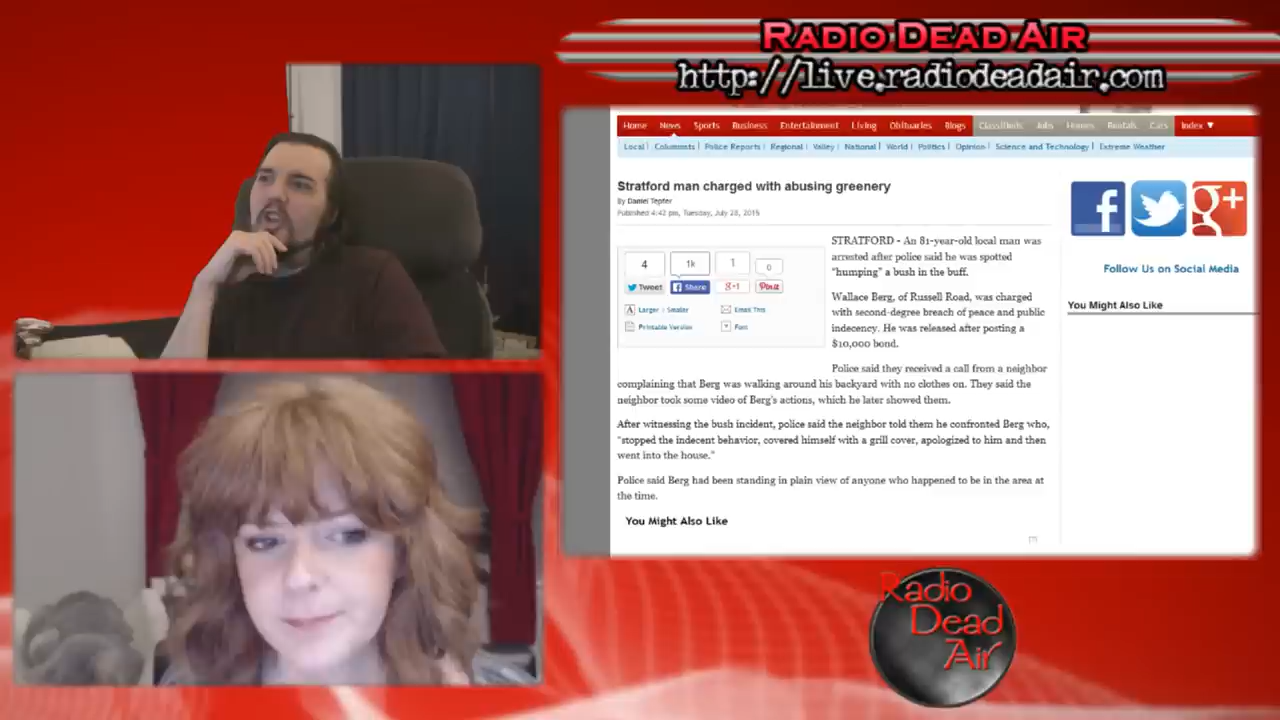 RADIO DEAD AIR
http://live.radiodeadair.com
Home News Sports Business Entertainment Living Obituaries Blogs Classifieds Jobs Homes Rentals Cars Index ▼
Local | Columnists | Police Reports | Regional | Valley | National | World | Politics | Opinion | Science and Technology | Extreme Weather
Stratford man charged with abusing greenery
By Daniel Tepfer
Published 4:42 pm, Tuesday, July 28, 2015
4 1k 1 0
Tweet Share g+1 Pin it
Larger | Smaller Email This
Printable Version Font
STRATFORD - An 81-year-old local man was
arrested after police said he was spotted
"humping" a bush in the buff.
Wallace Berg, of Russell Road, was charged
with second-degree breach of peace and public
indecency. He was released after posting a
$10,000 bond.
Police said they received a call from a neighbor
complaining that Berg was walking around his backyard with no clothes on. They said the
neighbor took some video of Berg's actions, which he later showed them.
After witnessing the bush incident, police said the neighbor told them he confronted Berg who,
"stopped the indecent behavior, covered himself with a grill cover, apologized to him and then
went into the house."
Police said Berg had been standing in plain view of anyone who happened to be in the area at
the time.
You Might Also Like
f g+
Follow Us on Social Media
You Might Also Like
Radio
Dead
Air